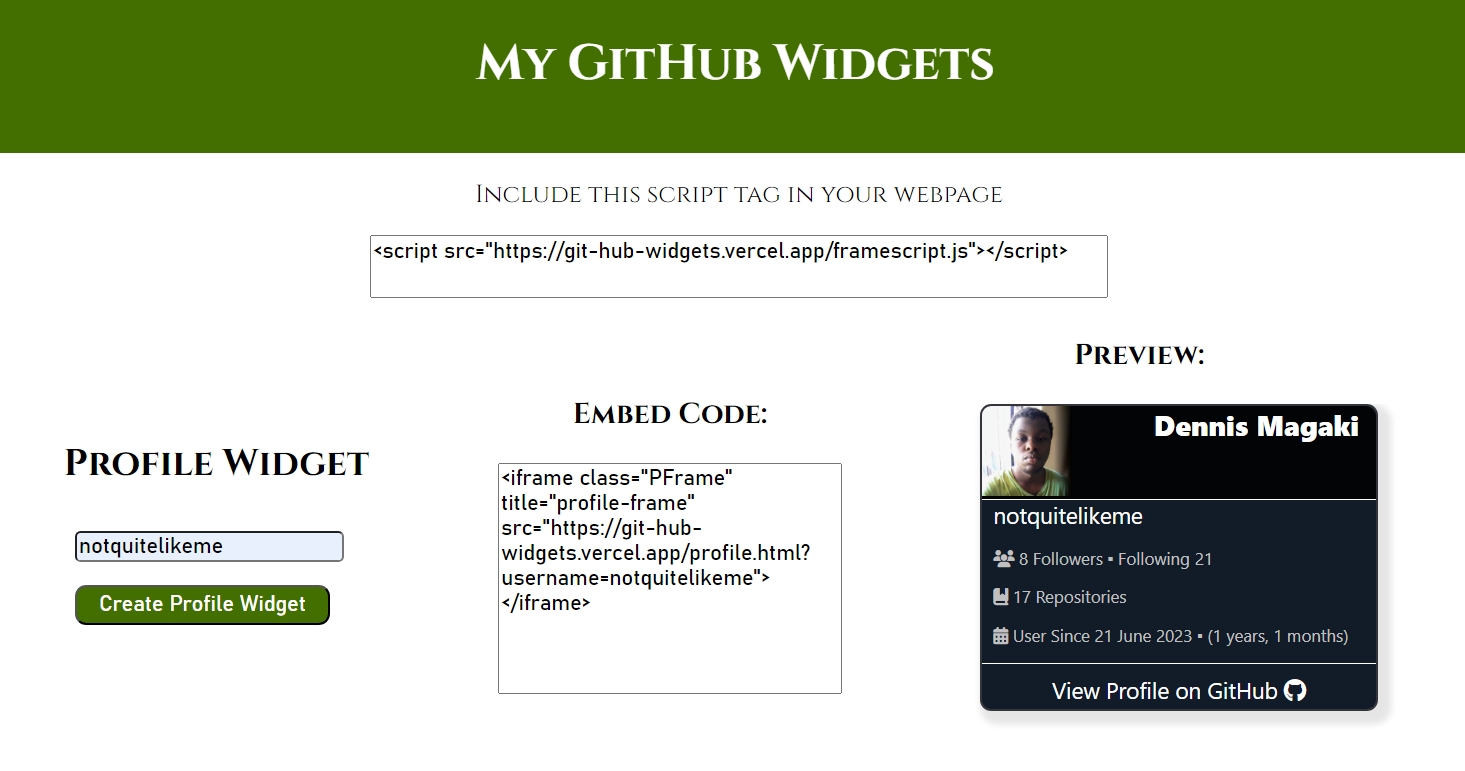 My GitHub Widgets
Include this script tag in your webpage
<script src="https://git-hub-widgets.vercel.app/framescript.js"></script>
Profile Widget
notquitelikeme
Create Profile Widget
Embed Code:
<iframe class="PFrame"
title="profile-frame"
src="https://git-hub-
widgets.vercel.app/profile.html?
username=notquitelikeme">
</iframe>
Preview:
Dennis Magaki
notquitelikeme
8 Followers ▪ Following 21
17 Repositories
User Since 21 June 2023 ▪ (1 years, 1 months)
View Profile on GitHub